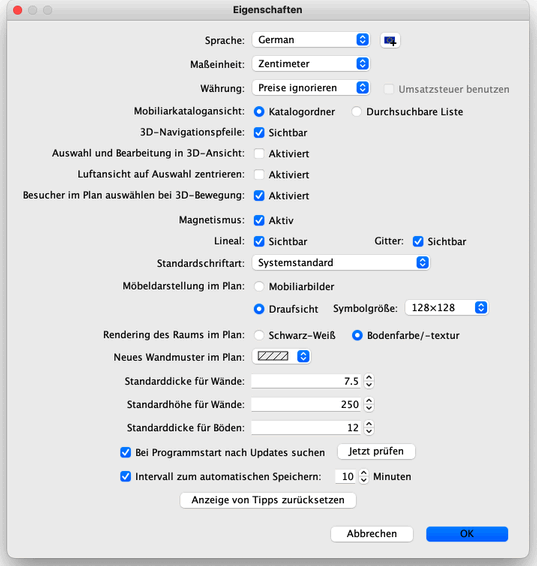 Eigenschaften
Sprache: German
Maßeinheit: Zentimeter
Währung: Preise ignorieren Umsatzsteuer benutzen
Mobiliarkatalogansicht: Katalogordner Durchsuchbare Liste
3D-Navigationspfeile: Sichtbar
Auswahl und Bearbeitung in 3D-Ansicht: Aktiviert
Luftansicht auf Auswahl zentrieren: Aktiviert
Besucher im Plan auswählen bei 3D-Bewegung: Aktiviert
Magnetismus: Aktiv
Lineal: Sichtbar Gitter: Sichtbar
Standardschriftart: Systemstandard
Möbeldarstellung im Plan: Mobiliarbilder
Draufsicht Symbolgröße: 128×128
Rendering des Raums im Plan: Schwarz-Weiß Bodenfarbe/-textur
Neues Wandmuster im Plan:
Standarddicke für Wände: 7.5
Standardhöhe für Wände: 250
Standarddicke für Böden: 12
Bei Programmstart nach Updates suchen Jetzt prüfen
Intervall zum automatischen Speichern: 10 Minuten
Anzeige von Tipps zurücksetzen
Abbrechen OK